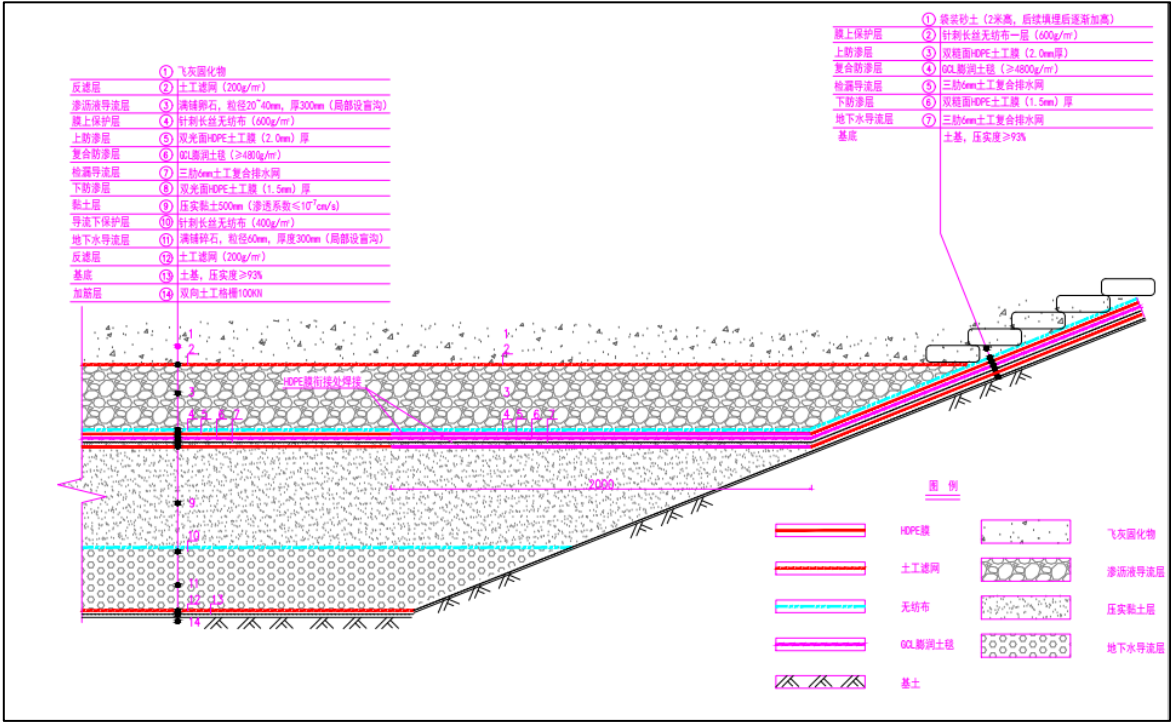 ① 飞灰固化物
反滤层 ② 土工滤网（200g/㎡）
渗沥液导流层 ③ 满铺卵石，粒径20~40mm，厚300mm（局部设盲沟）
膜上保护层 ④ 针刺长丝无纺布（600g/㎡）
上防渗层 ⑤ 双光面HDPE土工膜（2.0mm）厚
复合防渗层 ⑥ GCL膨润土毯（≥4800g/㎡）
检漏导流层 ⑦ 三肋6mm土工复合排水网
下防渗层 ⑧ 双光面HDPE土工膜（1.5mm）厚
黏土层 ⑨ 压实黏土500mm（渗透系数≤10⁻⁷cm/s）
导流下保护层 ⑩ 针刺长丝无纺布（400g/㎡）
地下水导流层 ⑪ 满铺碎石，粒径60mm，厚度300mm（局部设盲沟）
反滤层 ⑫ 土工滤网（200g/㎡）
基底 ⑬ 土基，压实度≥93%
加筋层 ⑭ 双向土工格栅100KN
① 袋装砂土（2米高，后续填埋后逐渐加高）
膜上保护层 ② 针刺长丝无纺布一层（600g/㎡）
上防渗层 ③ 双糙面HDPE土工膜（2.0mm厚）
复合防渗层 ④ GCL膨润土毯（≥4800g/㎡）
检漏导流层 ⑤ 三肋6mm土工复合排水网
下防渗层 ⑥ 双糙面HDPE土工膜（1.5mm）厚
地下水导流层 ⑦ 三肋6mm土工复合排水网
基底 土基，压实度≥93%
1 1
2 2
HDPE膜衔接处焊接
3 3
4 5 6 7 4 5 6 7
2000
9
10
11
12 13
14
图 例
HDPE膜 飞灰固化物
土工滤网 渗沥液导流层
无纺布 压实黏土层
GCL膨润土毯 地下水导流层
基土